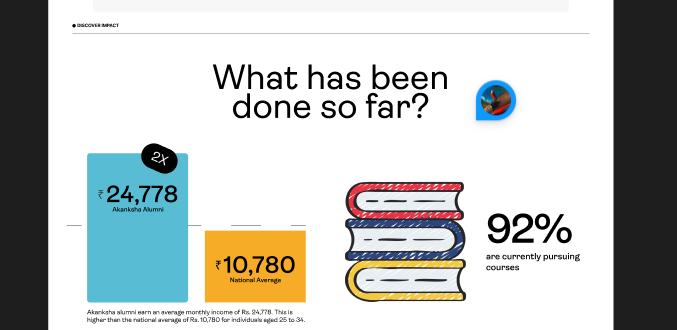 DISCOVER IMPACT
What has been
done so far?
2X
₹24,778
Akanksha Alumni
₹10,780
National Average
92%
are currently pursuing
courses
Akanksha alumni earn an average monthly income of Rs. 24,778. This is
higher than the national average of Rs. 10,780 for individuals aged 25 to 34.